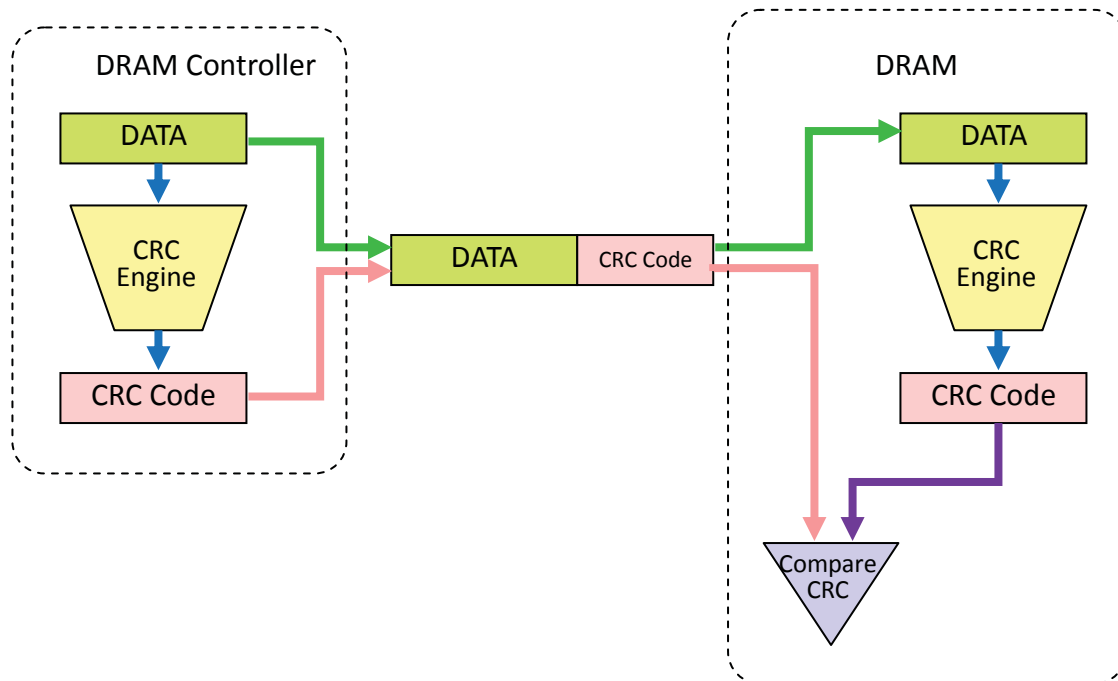 DRAM Controller
DATA
CRC
Engine
CRC Code
DATA
CRC Code
DRAM
DATA
CRC
Engine
CRC Code
Compare
CRC